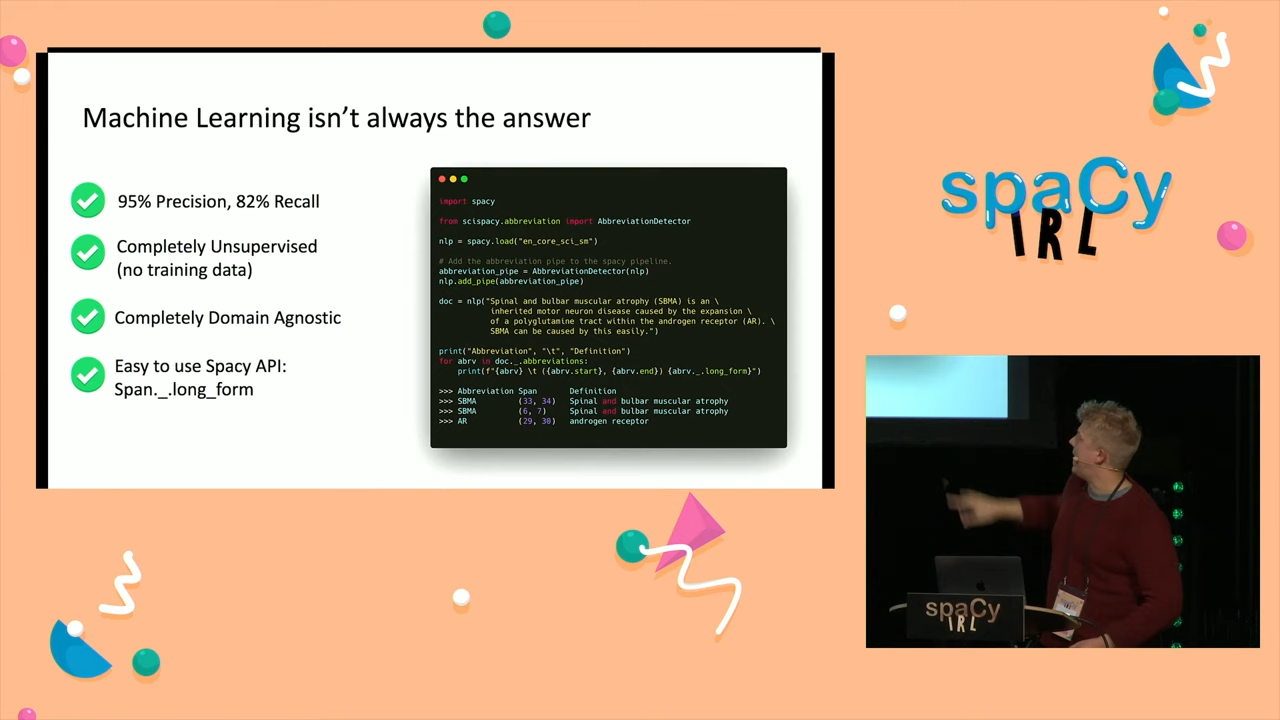 Machine Learning isn't always the answer
95% Precision, 82% Recall
Completely Unsupervised
(no training data)
Completely Domain Agnostic
Easy to use Spacy API:
Span._.long_form
import spacy
from scispacy.abbreviation import AbbreviationDetector
nlp = spacy.load("en_core_sci_sm")
# Add the abbreviation pipe to the spacy pipeline.
abbreviation_pipe = AbbreviationDetector(nlp)
nlp.add_pipe(abbreviation_pipe)
doc = nlp("Spinal and bulbar muscular atrophy (SBMA) is an \
inherited motor neuron disease caused by the expansion \
of a polyglutamine tract within the androgen receptor (AR). \
SBMA can be caused by this easily.")
print("Abbreviation", "\t", "Definition")
for abrv in doc._.abbreviations:
print(f"{abrv} \t ({abrv.start}, {abrv.end}) {abrv._.long_form}")
>>> Abbreviation Span Definition
>>> SBMA (33, 34) Spinal and bulbar muscular atrophy
>>> SBMA (6, 7) Spinal and bulbar muscular atrophy
>>> AR (29, 30) androgen receptor
spaCy
IRL
spaCy
IRL